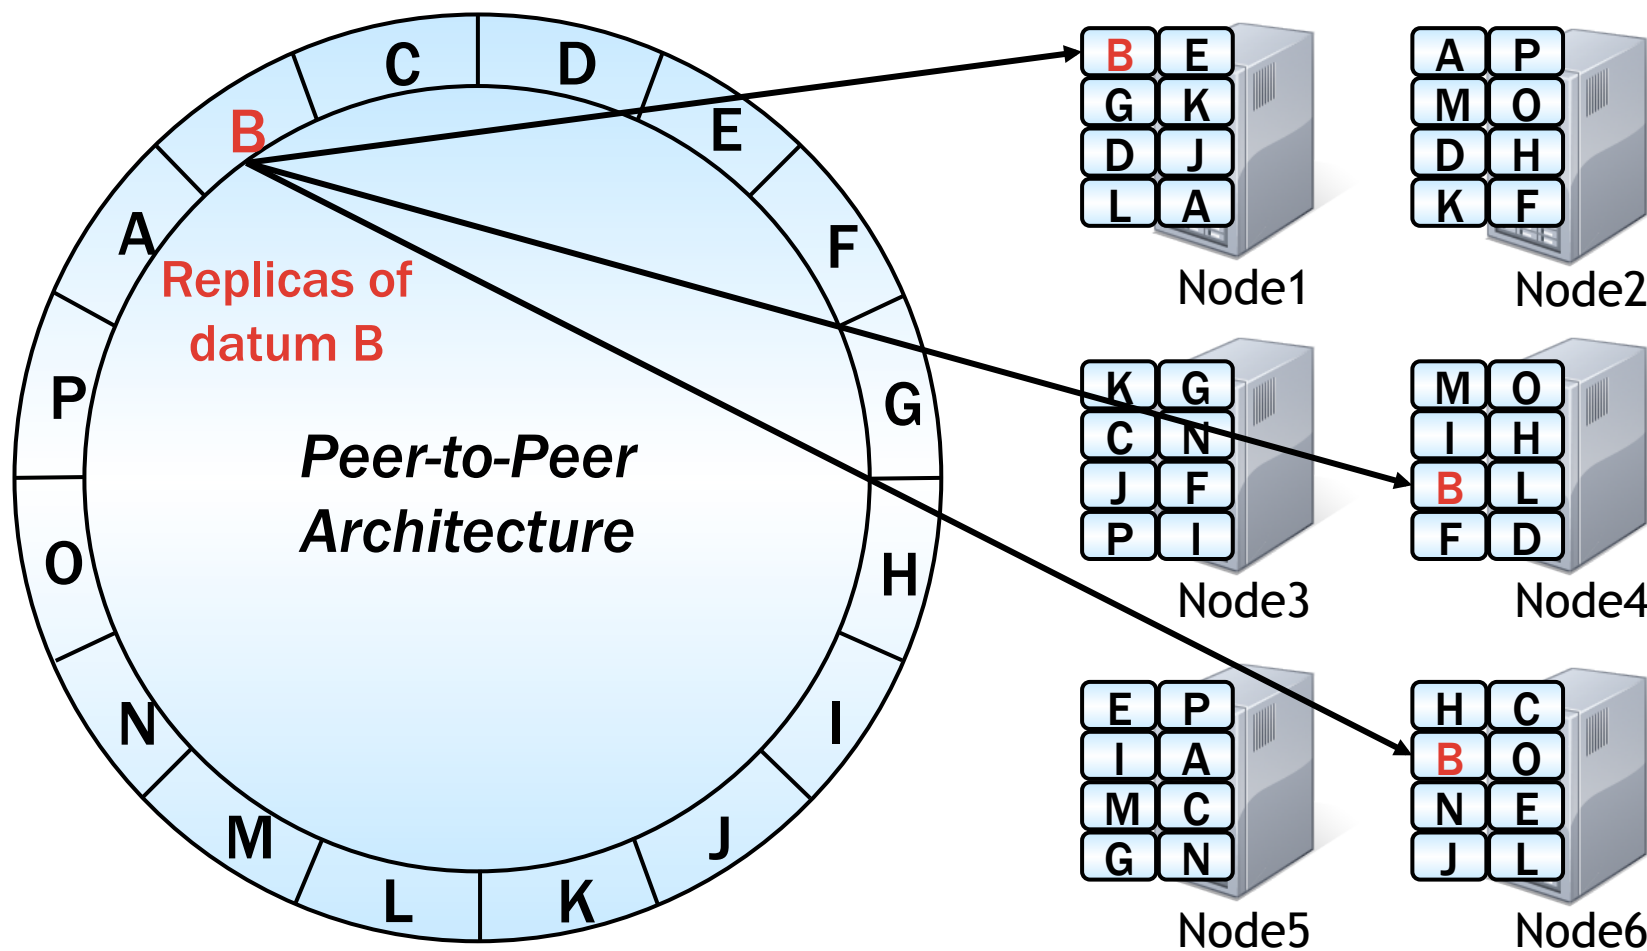 C D
B E
A F
Replicas of
datum B
P G
Peer-to-Peer
Architecture
O H
N I
M J
L K
B E
G K
D J
L A
Node1
A P
M O
D H
K F
Node2
K G
C N
J F
P I
Node3
M O
I H
B L
F D
Node4
E P
I A
M C
G N
Node5
H C
B O
N E
J L
Node6